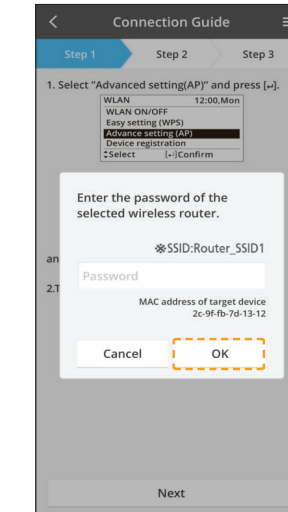 < Connection Guide
Step 1 Step 2 Step 3
1. Select "Advanced setting(AP)" and press [↵].
WLAN 12:00,Mon
WLAN ON/OFF
Easy setting (WPS)
Advance setting (AP)
Device registration
Select [↵]Confirm
Enter the password of the
selected wireless router.
※SSID:Router_SSID1
an
Password
2.T
MAC address of target device
2c-9f-fb-7d-13-12
Cancel OK
Next